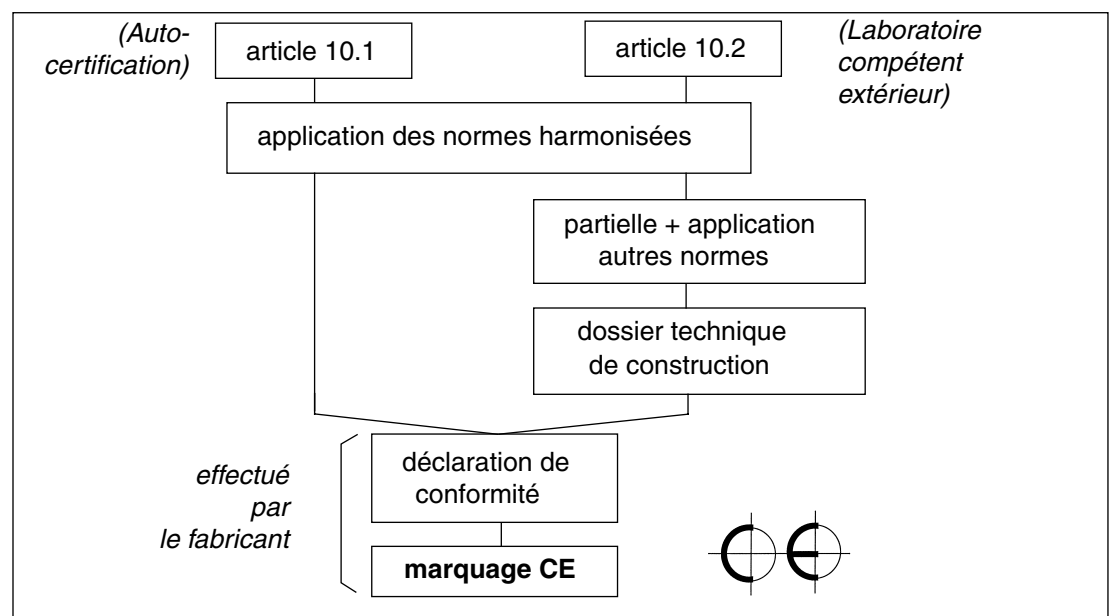 (Auto-
certification)
article 10.1
article 10.2
(Laboratoire
compétent
extérieur)
application des normes harmonisées
partielle + application
autres normes
dossier technique
de construction
effectué
par
le fabricant
déclaration de
conformité
marquage CE
CE